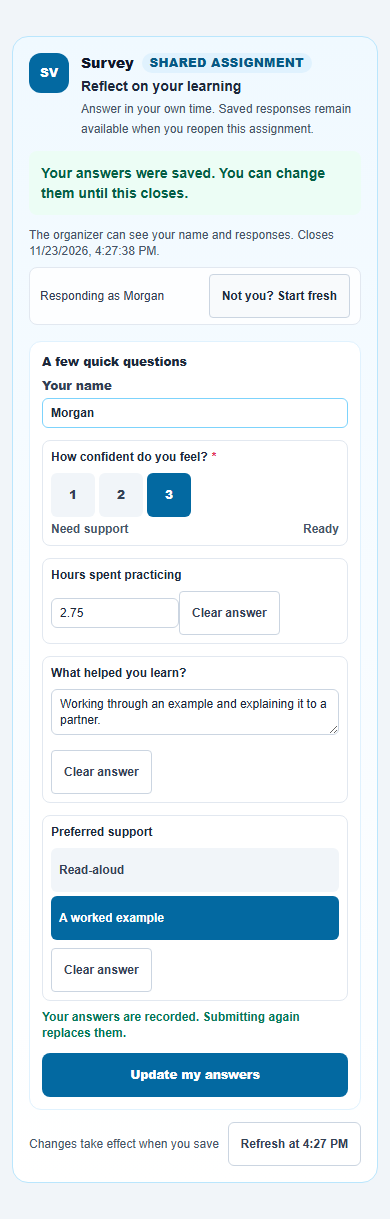 SV
Survey SHARED ASSIGNMENT
Reflect on your learning
Answer in your own time. Saved responses remain
available when you reopen this assignment.
Your answers were saved. You can change
them until this closes.
The organizer can see your name and responses. Closes
11/23/2026, 4:27:38 PM.
Responding as Morgan
Not you? Start fresh
A few quick questions
Your name
Morgan
How confident do you feel? *
1 2 3
Need support Ready
Hours spent practicing
2.75 Clear answer
What helped you learn?
Working through an example and explaining it to a
partner.
Clear answer
Preferred support
Read-aloud
A worked example
Clear answer
Your answers are recorded. Submitting again
replaces them.
Update my answers
Changes take effect when you save Refresh at 4:27 PM